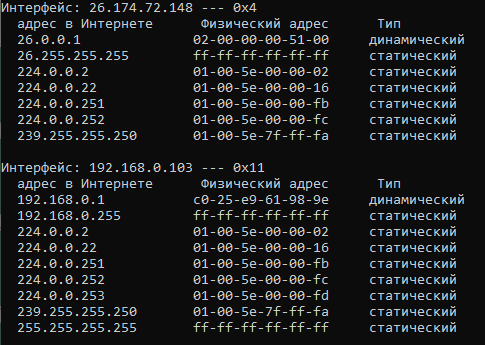 Интерфейс: 26.174.72.148 --- 0x4
адрес в Интернете Физический адрес Тип
26.0.0.1 02-00-00-00-51-00 динамический
26.255.255.255 ff-ff-ff-ff-ff-ff статический
224.0.0.2 01-00-5e-00-00-02 статический
224.0.0.22 01-00-5e-00-00-16 статический
224.0.0.251 01-00-5e-00-00-fb статический
224.0.0.252 01-00-5e-00-00-fc статический
239.255.255.250 01-00-5e-7f-ff-fa статический
Интерфейс: 192.168.0.103 --- 0x11
адрес в Интернете Физический адрес Тип
192.168.0.1 c0-25-e9-61-98-9e динамический
192.168.0.255 ff-ff-ff-ff-ff-ff статический
224.0.0.2 01-00-5e-00-00-02 статический
224.0.0.22 01-00-5e-00-00-16 статический
224.0.0.251 01-00-5e-00-00-fb статический
224.0.0.252 01-00-5e-00-00-fc статический
224.0.0.253 01-00-5e-00-00-fd статический
239.255.255.250 01-00-5e-7f-ff-fa статический
255.255.255.255 ff-ff-ff-ff-ff-ff статический